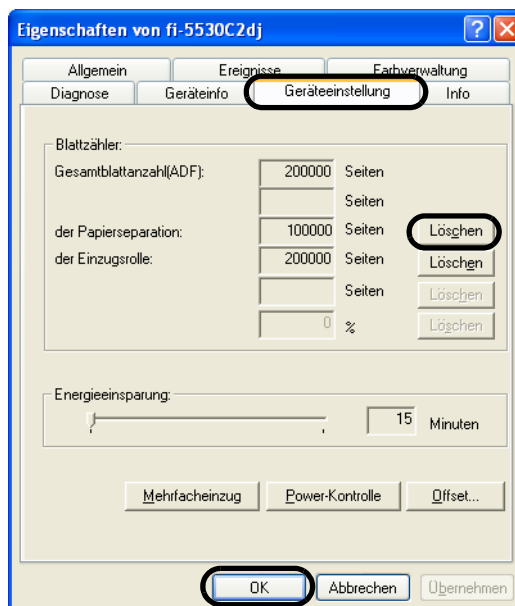 Eigenschaften von fi-5530C2dj
Allgemein Ereignisse Farbverwaltung
Diagnose Geräteinfo Geräteeinstellung Info
Blattzähler:
Gesamtblattanzahl(ADF): 200000 Seiten
Seiten
der Papierseparation: 100000 Seiten Löschen
der Einzugsrolle: 200000 Seiten Löschen
Seiten Löschen
0 % Löschen
Energieeinsparung:
15 Minuten
Mehrfacheinzug Power-Kontrolle Offset...
OK Abbrechen Übernehmen